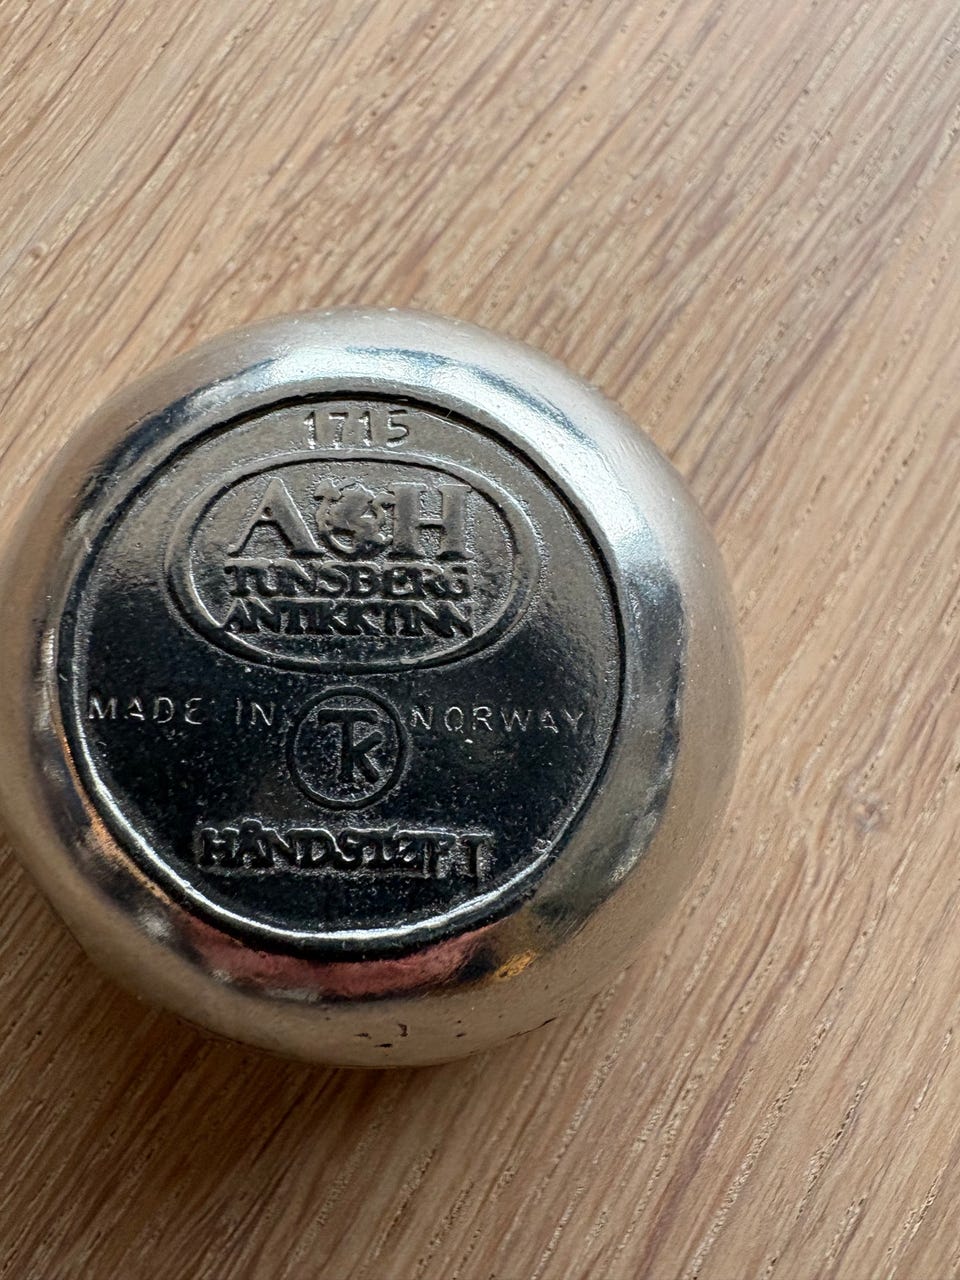 1715
A H
TUNSBERG
ANTIKKTINN
MADE IN NORWAY
TK
HÅNDSTØPT